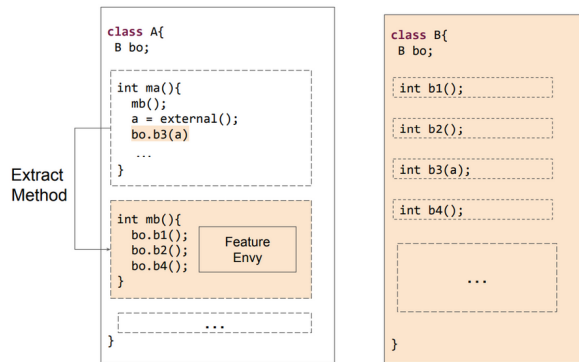 class A{
B bo;
int ma(){
mb();
a = external();
bo.b3(a)
...
}
Extract
Method
int mb(){
bo.b1();
bo.b2();
bo.b4();
}
Feature
Envy
...
}
class B{
B bo;
int b1();
int b2();
int b3(a);
int b4();
...
}